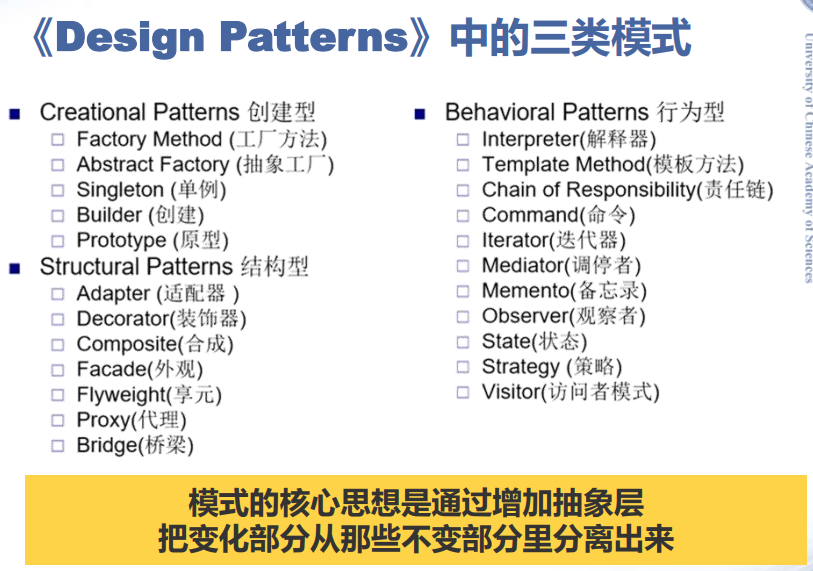 《Design Patterns》中的三类模式
Creational Patterns 创建型
Factory Method (工厂方法)
Abstract Factory (抽象工厂)
Singleton (单例)
Builder (创建)
Prototype (原型)
Structural Patterns 结构型
Adapter (适配器 )
Decorator(装饰器)
Composite(合成)
Facade(外观)
Flyweight(享元)
Proxy(代理)
Bridge(桥梁)
Behavioral Patterns 行为型
Interpreter(解释器)
Template Method(模板方法)
Chain of Responsibility(责任链)
Command(命令)
Iterator(迭代器)
Mediator(调停者)
Memento(备忘录)
Observer(观察者)
State(状态)
Strategy (策略)
Visitor(访问者模式)
模式的核心思想是通过增加抽象层
把变化部分从那些不变部分里分离出来
University of Chinese Academy of Sciences